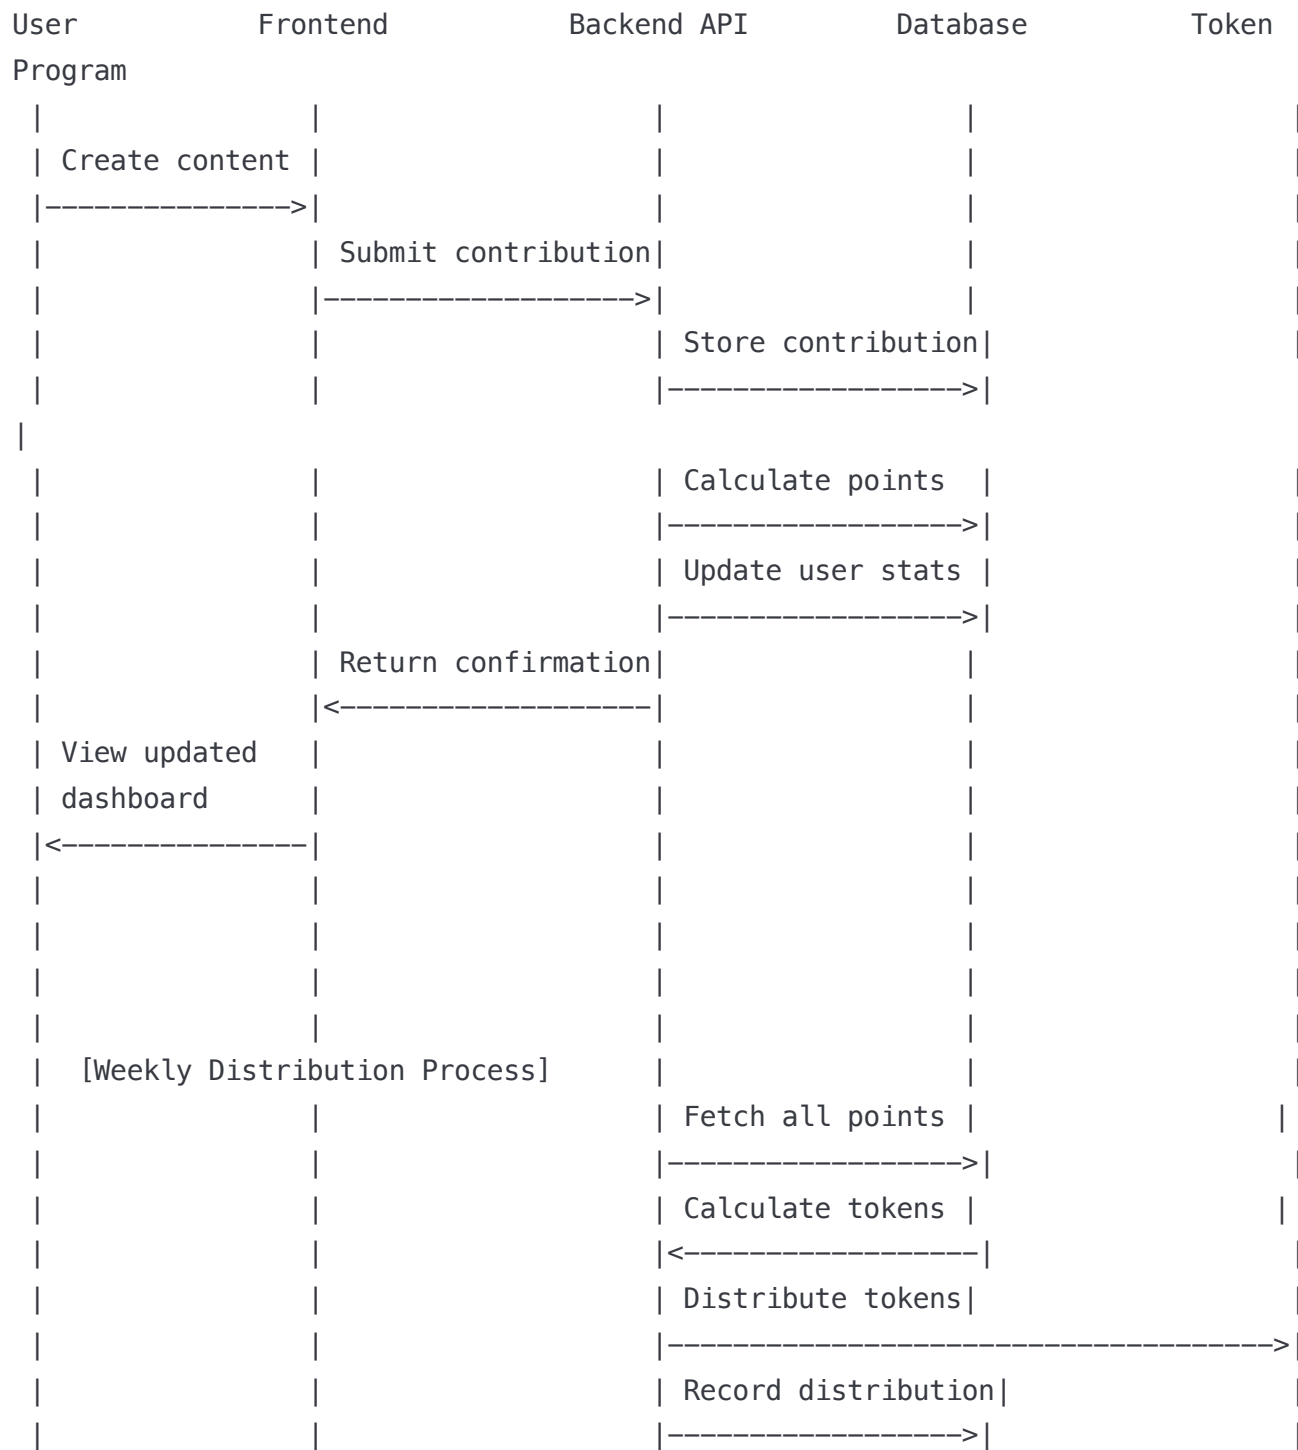 User           Frontend           Backend API         Database          Token
Program
 |                |                    |                  |                   |
 | Create content |                    |                  |                   |
 |--------------->|                    |                  |                   |
 |                | Submit contribution|                  |                   |
 |                |------------------->|                  |                   |
 |                |                    | Store contribution|                  |
 |                |                    |------------------>|
|
 |                |                    | Calculate points  |                  |
 |                |                    |------------------>|                  |
 |                |                    | Update user stats |                  |
 |                |                    |------------------>|                  |
 |                | Return confirmation|                  |                   |
 |                |<-------------------|                  |                   |
 | View updated   |                    |                  |                   |
 | dashboard      |                    |                  |                   |
 |<---------------|                    |                  |                   |
 |                |                    |                  |                   |
 |                |                    |                  |                   |
 |                |                    |                  |                   |
 |                |                    |                  |                   |
 |  [Weekly Distribution Process]      |                  |                   |
 |                |                    | Fetch all points |                  |
 |                |                    |------------------>|                  |
 |                |                    | Calculate tokens |                  |
 |                |                    |<------------------|                  |
 |                |                    | Distribute tokens|                   |
 |                |                    |------------------------------------->|
 |                |                    | Record distribution|                 |
 |                |                    |------------------>|                  |